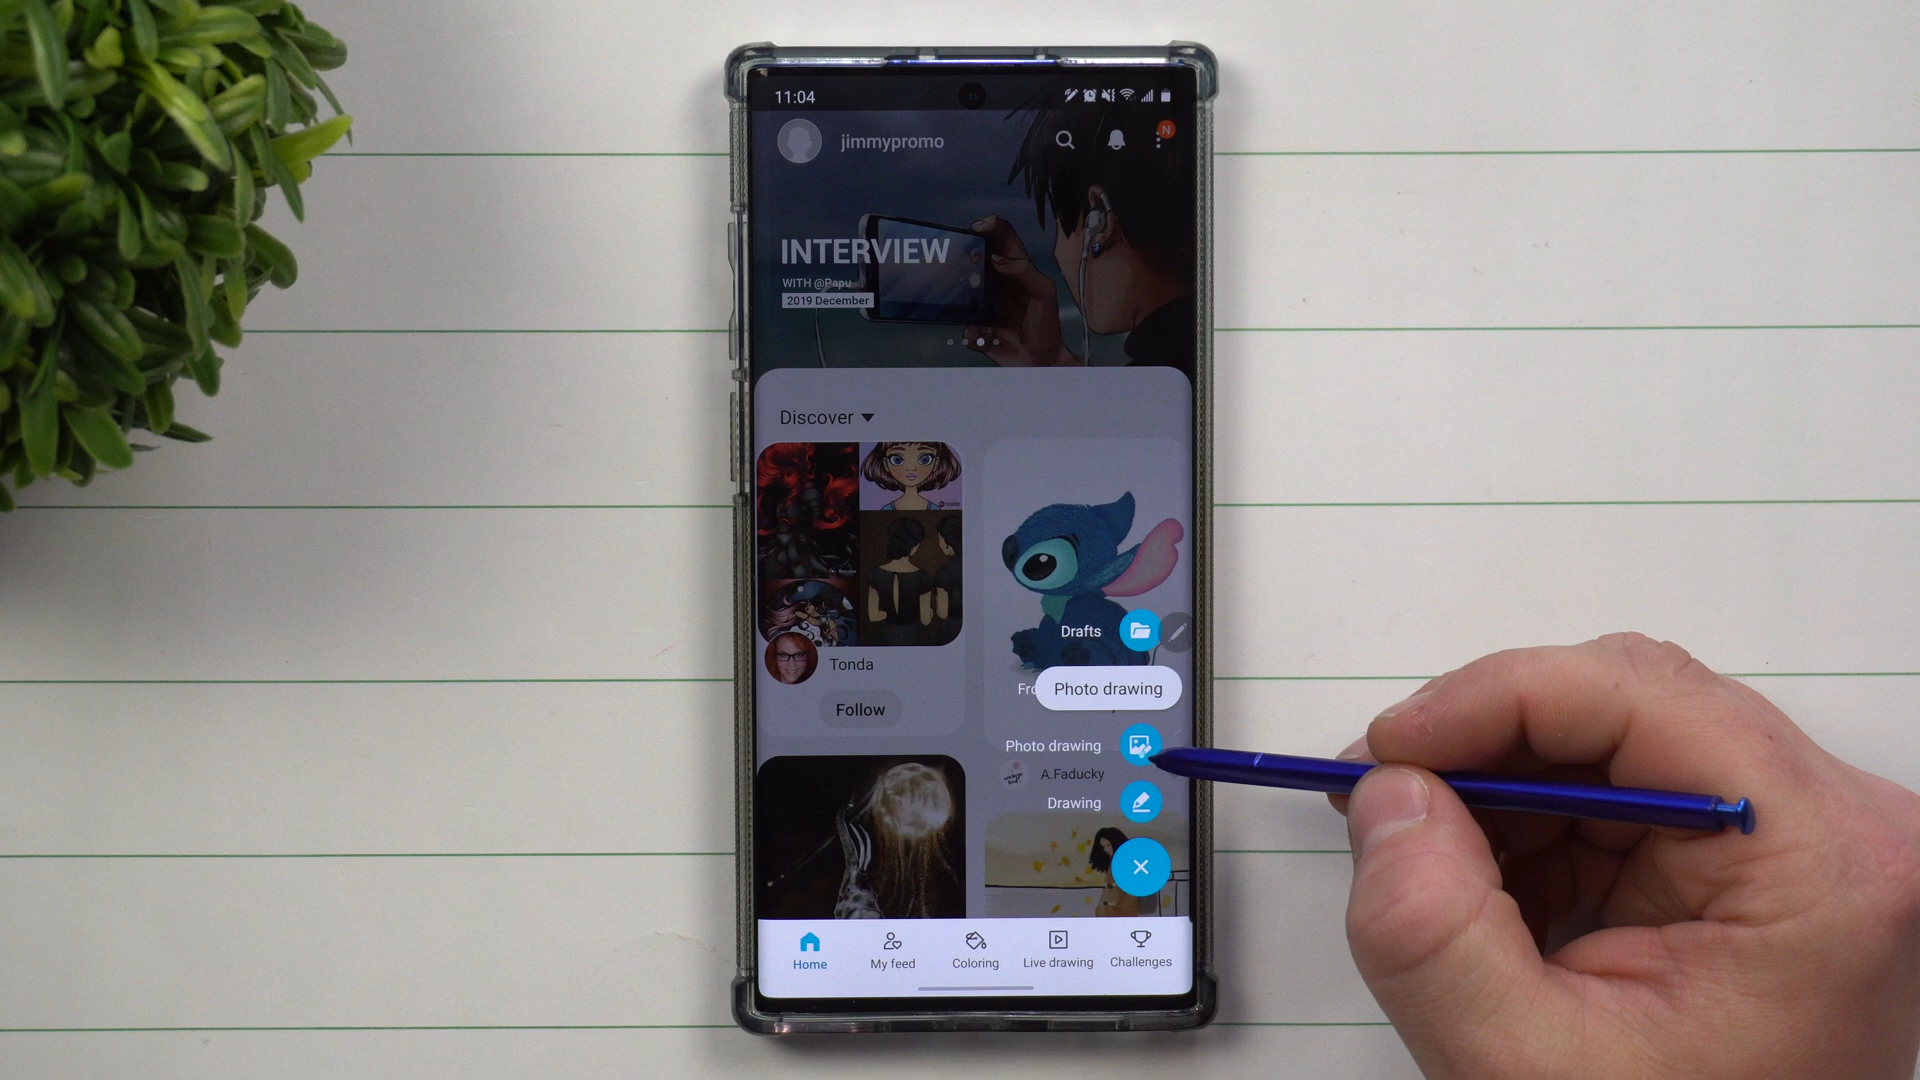 11:04
jimmypromo
N
INTERVIEW
WITH @Papu
2019 December
Discover
Tonda
Follow
Drafts
Photo drawing
Photo drawing
A.Faducky
Drawing
Home
My feed
Coloring
Live drawing
Challenges